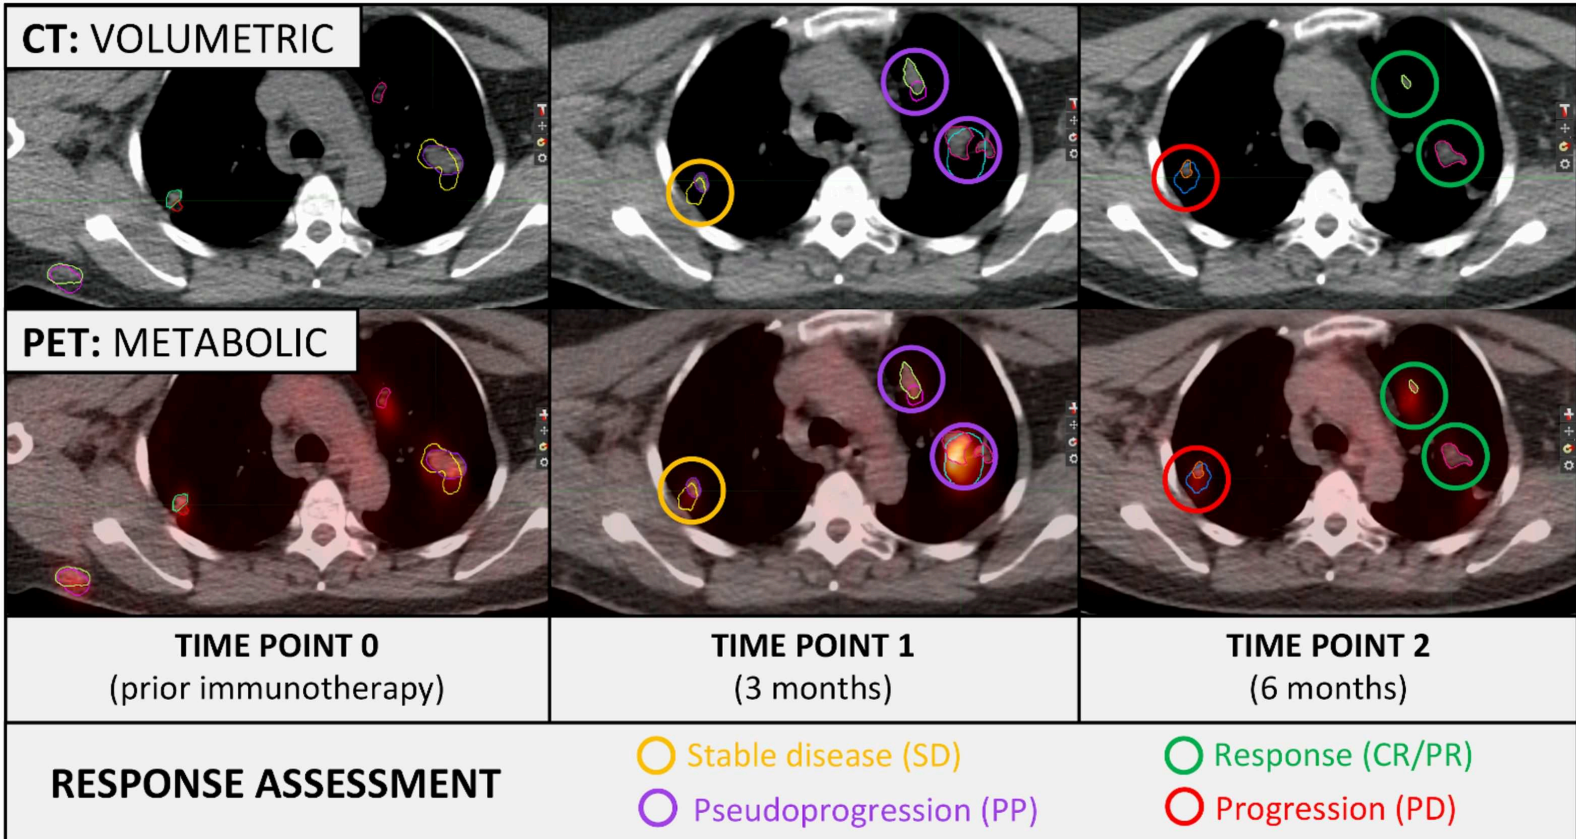 CT: VOLUMETRIC
PET: METABOLIC
TIME POINT 0
(prior immunotherapy)
TIME POINT 1
(3 months)
TIME POINT 2
(6 months)
RESPONSE ASSESSMENT
Stable disease (SD)
Pseudoprogression (PP)
Response (CR/PR)
Progression (PD)